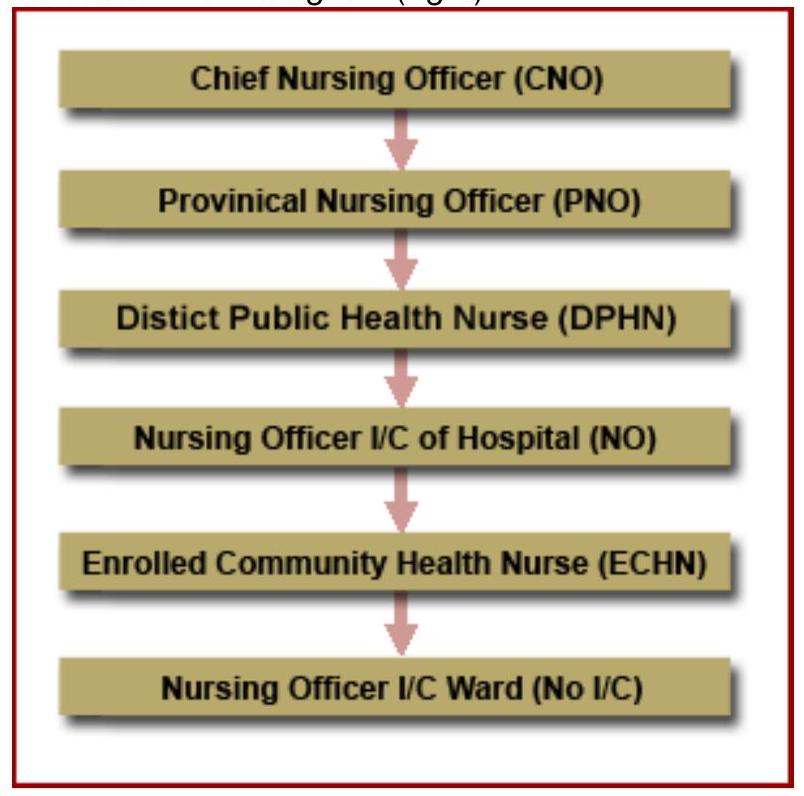 Chief Nursing Officer (CNO)
Provinical Nursing Officer (PNO)
Distict Public Health Nurse (DPHN)
Nursing Officer I/C of Hospital (NO)
Enrolled Community Health Nurse (ECHN)
Nursing Officer I/C Ward (No I/C)